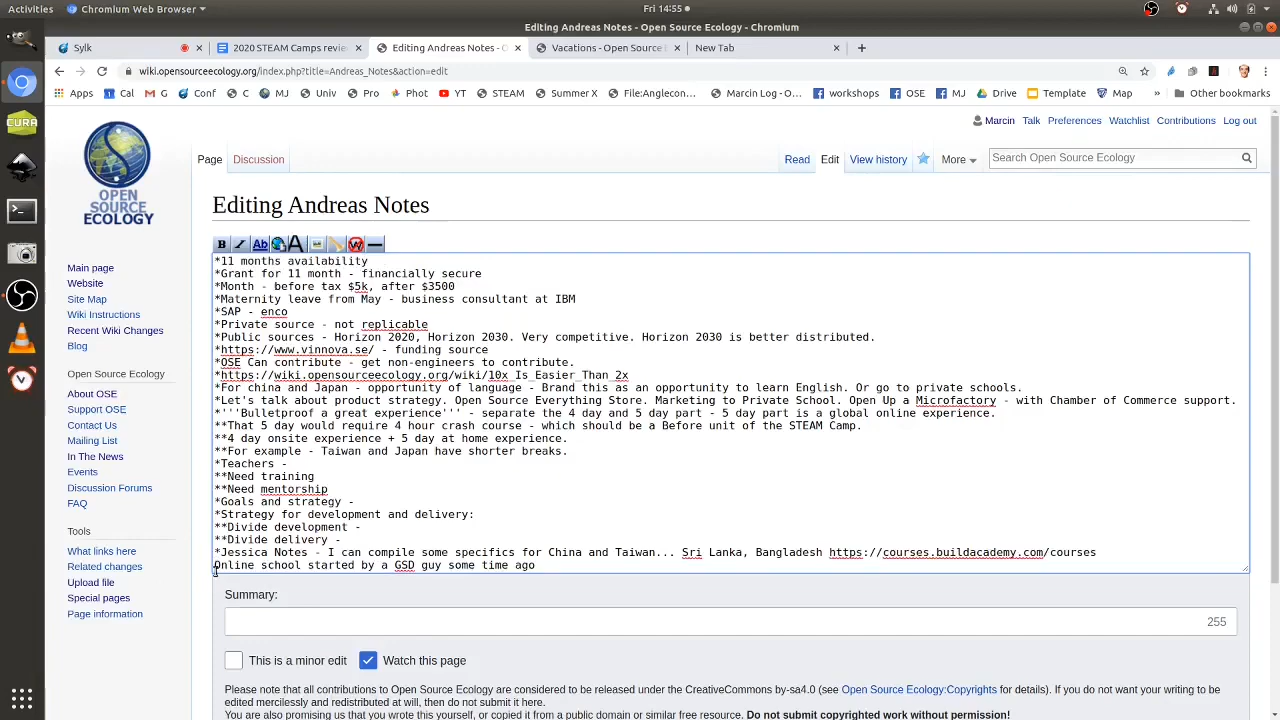 Activities
Chromium Web Browser
Fri 14:55
Editing Andreas Notes - Open Source Ecology - Chromium
Sylk
2020 STEAM Camps revie
Editing Andreas Notes - O
Vacations - Open Source
New Tab
wiki.opensourceecology.org/index.php?title=Andreas_Notes&action=edit
Apps
Cal
G
Conf
C
MJ
Univ
Pro
Phot
YT
STEAM
Summer X
File:Anglecon...
Marcin Log - O...
workshops
OSE
MJ
Drive
Template
Map
»
Other bookmarks
Marcin
Talk
Preferences
Watchlist
Contributions
Log out
OPEN
SOURCE
ECOLOGY
Page
Discussion
Read
Edit
View history
More
Search Open Source Ecology
Editing Andreas Notes
Main page
Website
Site Map
Wiki Instructions
Recent Wiki Changes
Blog
Open Source Ecology
About OSE
Support OSE
Contact Us
Mailing List
In The News
Events
Discussion Forums
FAQ
Tools
What links here
Related changes
Upload file
Special pages
Page information
B I Ab A W
*11 months availability
*Grant for 11 month - financially secure
*Month - before tax $5k, after $3500
*Maternity leave from May - business consultant at IBM
*SAP - enco
*Private source - not replicable
*Public sources - Horizon 2020, Horizon 2030. Very competitive. Horizon 2030 is better distributed.
*https://www.vinnova.se/ - funding source
*OSE Can contribute - get non-engineers to contribute.
*https://wiki.opensourceecology.org/wiki/10x_Is_Easier_Than_2x
*For china and Japan - opportunity of language - Brand this as an opportunity to learn English. Or go to private schools.
*Let's talk about product strategy. Open Source Everything Store. Marketing to Private School. Open Up a Microfactory - with Chamber of Commerce support.
*'''Bulletproof a great experience''' - separate the 4 day and 5 day part - 5 day part is a global online experience.
**That 5 day would require 4 hour crash course - which should be a Before unit of the STEAM Camp.
**4 day onsite experience + 5 day at home experience.
**For example - Taiwan and Japan have shorter breaks.
*Teachers -
**Need training
**Need mentorship
*Goals and strategy -
*Strategy for development and delivery:
**Divide development -
**Divide delivery -
*Jessica Notes - I can compile some specifics for China and Taiwan... Sri Lanka, Bangladesh https://courses.buildacademy.com/courses
Online school started by a GSD guy some time ago
Summary:
255
This is a minor edit
Watch this page
Please note that all contributions to Open Source Ecology are considered to be released under the CreativeCommons by-sa4.0 (see Open Source Ecology:Copyrights for details). If you do not want your writing to be
edited mercilessly and redistributed at will, then do not submit it here.
You are also promising us that you wrote this yourself, or copied it from a public domain or similar free resource. Do not submit copyrighted work without permission!
CURA